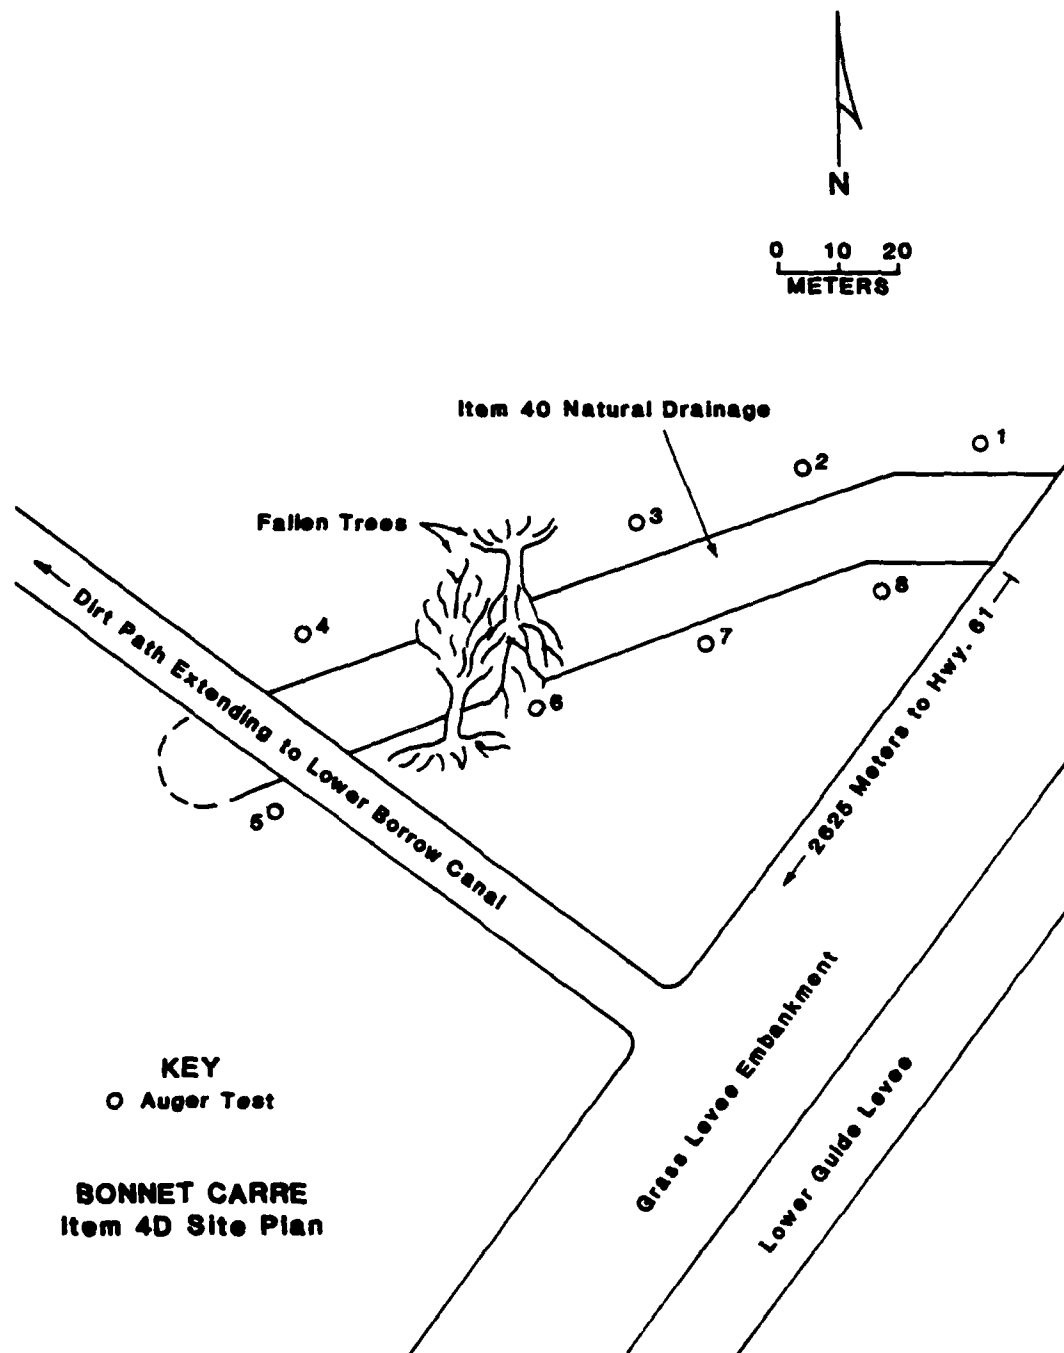 N
0 10 20
METERS
Item 40 Natural Drainage
1
2
3
Fallen Trees
4
8
7
6
5
Dirt Path Extending to Lower Borrow Canal
2625 Meters to Hwy. 61
Grass Levee Embankment
Lower Guide Levee
KEY
O Auger Test
BONNET CARRE
Item 4D Site Plan